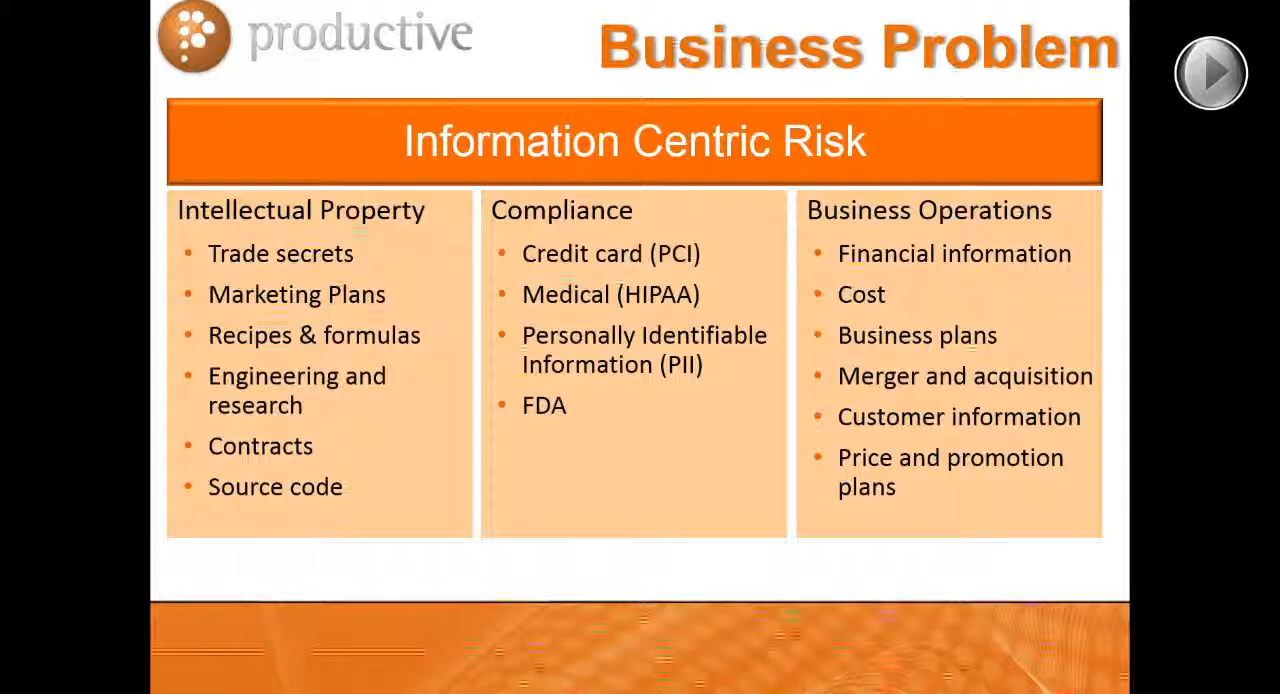 productive
Business Problem
Information Centric Risk
Intellectual Property
• Trade secrets
• Marketing Plans
• Recipes & formulas
• Engineering and
research
• Contracts
• Source code
Compliance
• Credit card (PCI)
• Medical (HIPAA)
• Personally Identifiable
Information (PII)
• FDA
Business Operations
• Financial information
• Cost
• Business plans
• Merger and acquisition
• Customer information
• Price and promotion
plans